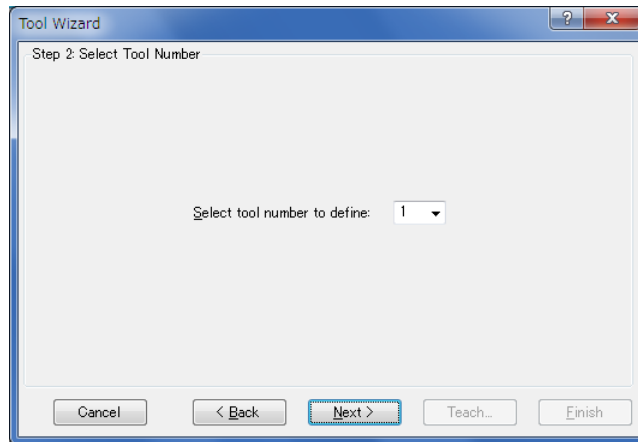 Tool Wizard
Step 2: Select Tool Number
Select tool number to define: 1
Cancel < Back Next > Teach... Finish